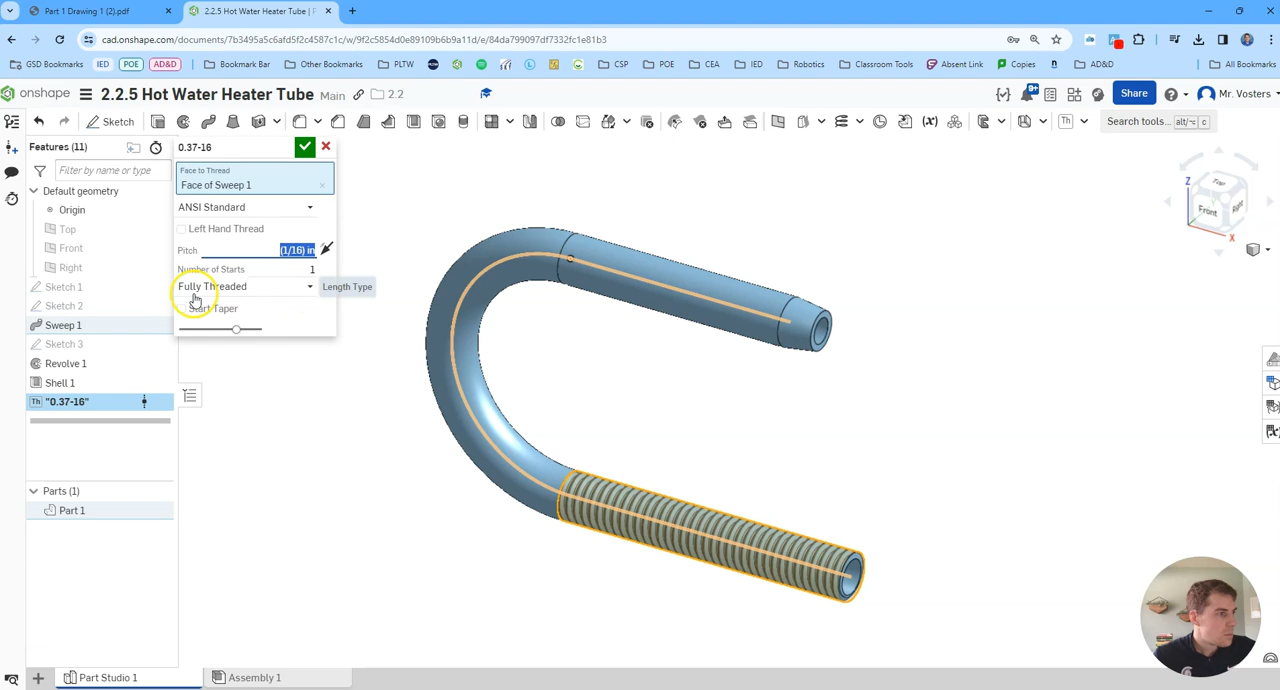 Part 1 Drawing 1 (2).pdf
2.2.5 Hot Water Heater Tube | P
cad.onshape.com/documents/7b3495a5c6afd5f2c4587c1c/w/9f2c5854d0e89109b6b9a11d/e/84da799097df7332fc1e81b3
GSD Bookmarks IED POE AD&D Bookmark Bar Other Bookmarks PLTW CSP POE CEA IED Robotics Classroom Tools Absent Link Copies AD&D All Bookmarks
onshape 2.2.5 Hot Water Heater Tube Main 2.2 9+ Share Mr. Vosters
Sketch Th Search tools... alt/⌥ c
Features (11)
Filter by name or type
Default geometry
Origin
Top
Front
Right
Sketch 1
Sketch 2
Sweep 1
Sketch 3
Revolve 1
Shell 1
Th "0.37-16"
Parts (1)
Part 1
0.37-16
Face to Thread
Face of Sweep 1
ANSI Standard
Left Hand Thread
Pitch (1/16) in
Number of Starts 1
Fully Threaded
Length Type
Start Taper
Z
Top
Front
Right
X
Part Studio 1
Assembly 1